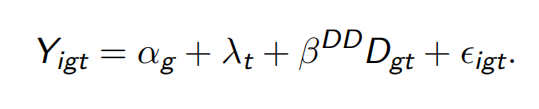 Y_{igt} = α_g + λ_t + β^{DD} D_{gt} + ϵ_{igt}.